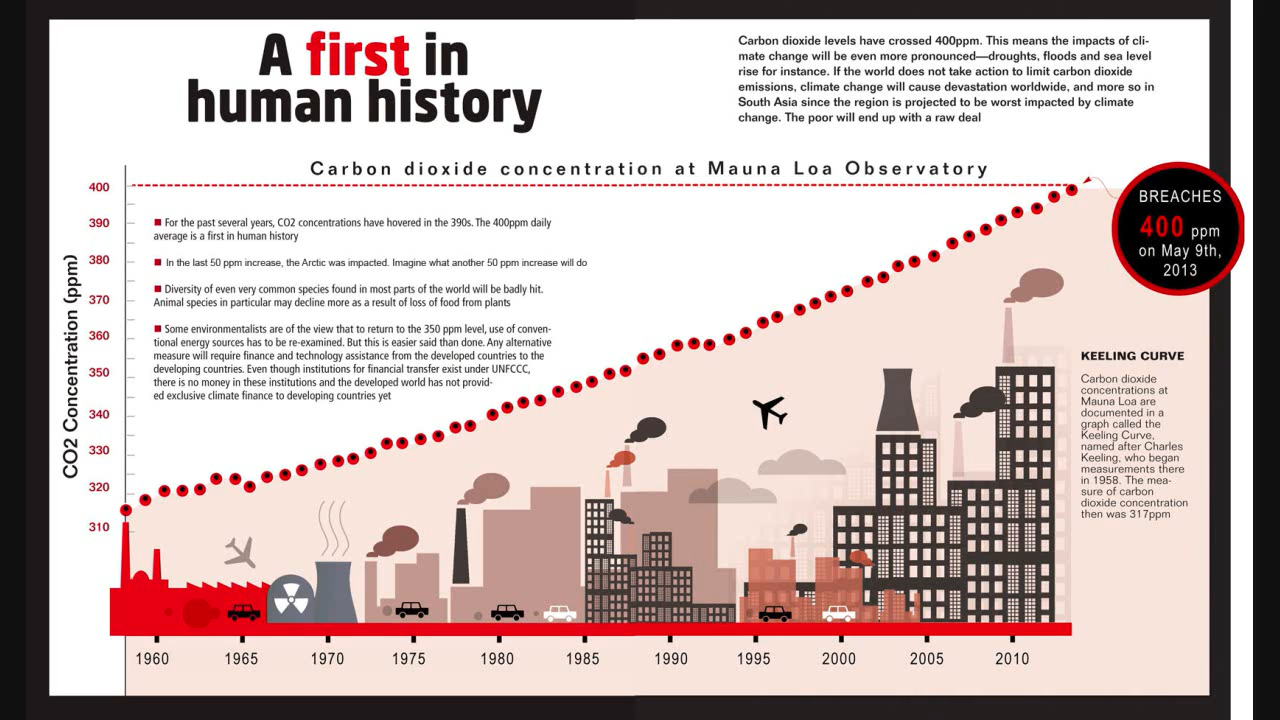 A first in
human history
Carbon dioxide levels have crossed 400ppm. This means the impacts of cli-
mate change will be even more pronounced—droughts, floods and sea level
rise for instance. If the world does not take action to limit carbon dioxide
emissions, climate change will cause devastation worldwide, and more so in
South Asia since the region is projected to be worst impacted by climate
change. The poor will end up with a raw deal
Carbon dioxide concentration at Mauna Loa Observatory
CO2 Concentration (ppm)
400
390
380
370
360
350
340
330
320
310
For the past several years, CO2 concentrations have hovered in the 390s. The 400ppm daily
average is a first in human history
In the last 50 ppm increase, the Arctic was impacted. Imagine what another 50 ppm increase will do
Diversity of even very common species found in most parts of the world will be badly hit.
Animal species in particular may decline more as a result of loss of food from plants
Some environmentalists are of the view that to return to the 350 ppm level, use of conven-
tional energy sources has to be re-examined. But this is easier said than done. Any alternative
measure will require finance and technology assistance from the developed countries to the
developing countries. Even though institutions for financial transfer exist under UNFCCC,
there is no money in these institutions and the developed world has not provid-
ed exclusive climate finance to developing countries yet
BREACHES
400 ppm
on May 9th,
2013
KEELING CURVE
Carbon dioxide
concentrations at
Mauna Loa are
documented in a
graph called the
Keeling Curve,
named after Charles
Keeling, who began
measurements there
in 1958. The mea-
sure of carbon
dioxide concentration
then was 317ppm
1960
1965
1970
1975
1980
1985
1990
1995
2000
2005
2010